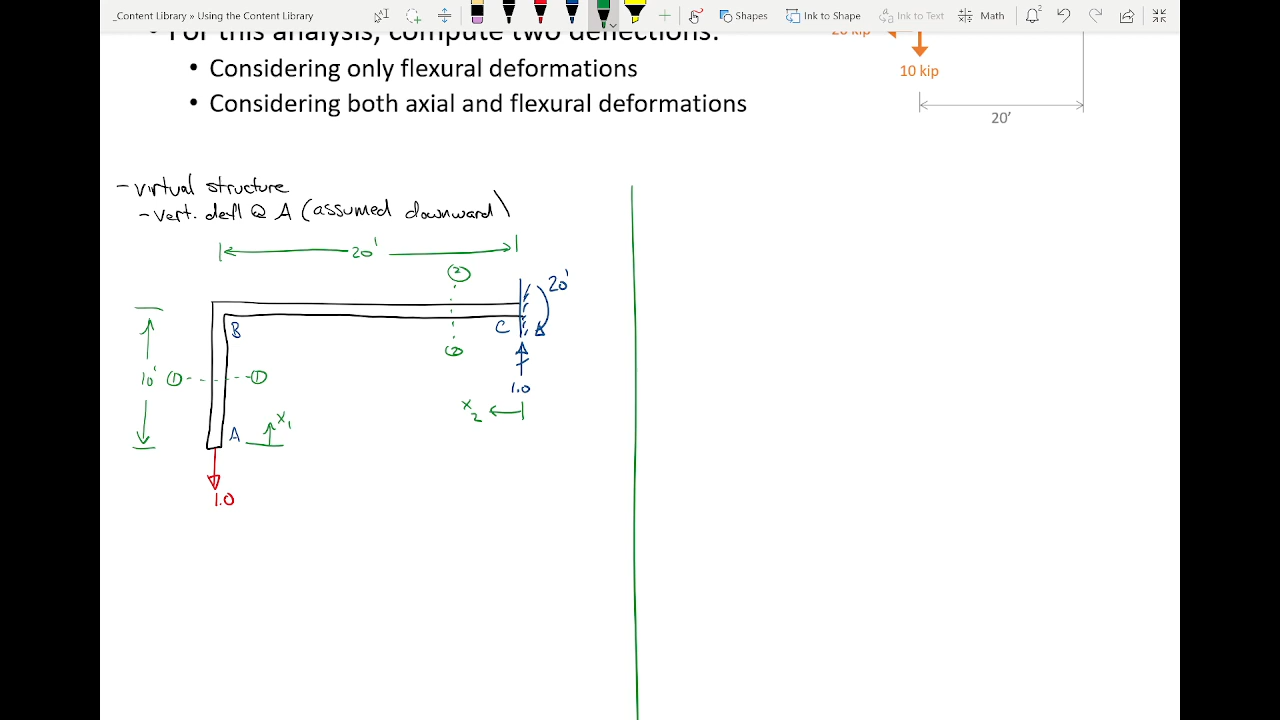 _Content Library » Using the Content Library
Shapes
Ink to Shape
Ink to Text
Math
• For this analysis, compute two deflections:
• Considering only flexural deformations
• Considering both axial and flexural deformations
20 kip
10 kip
20'
- virtual structure
- vert. defl @ A (assumed downward)
20'
2
20'
B
C
2
10'
1
1
1.0
x2
A
x1
1.0